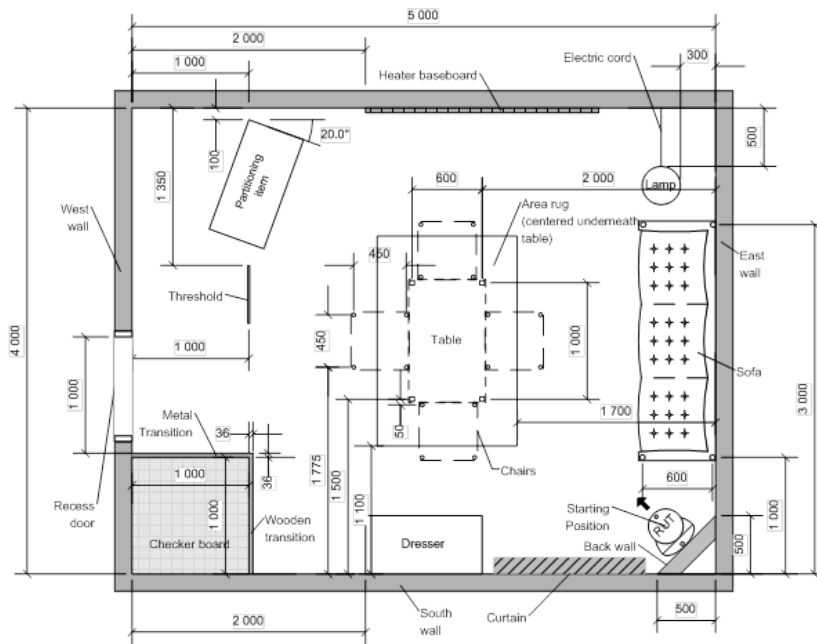 5 000
2 000
300
1 000
Electric cord
Heater baseboard
20.0°
100
500
Partitioning
item
Lamp
1 350
600
2 000
Area rug
(centered underneath
table)
West
wall
East
wall
450
Threshold
4 000
450
Table
1 000
1 000
Sofa
3 000
1 000
1 700
Metal
Transition
36
50
36
1 775
1 500
1 100
Chairs
1 000
600
Recess
door
1 000
Wooden
transition
Starting
Position
RUT
1 000
Checker board
Dresser
Back wall
500
2 000
South
wall
Curtain
500